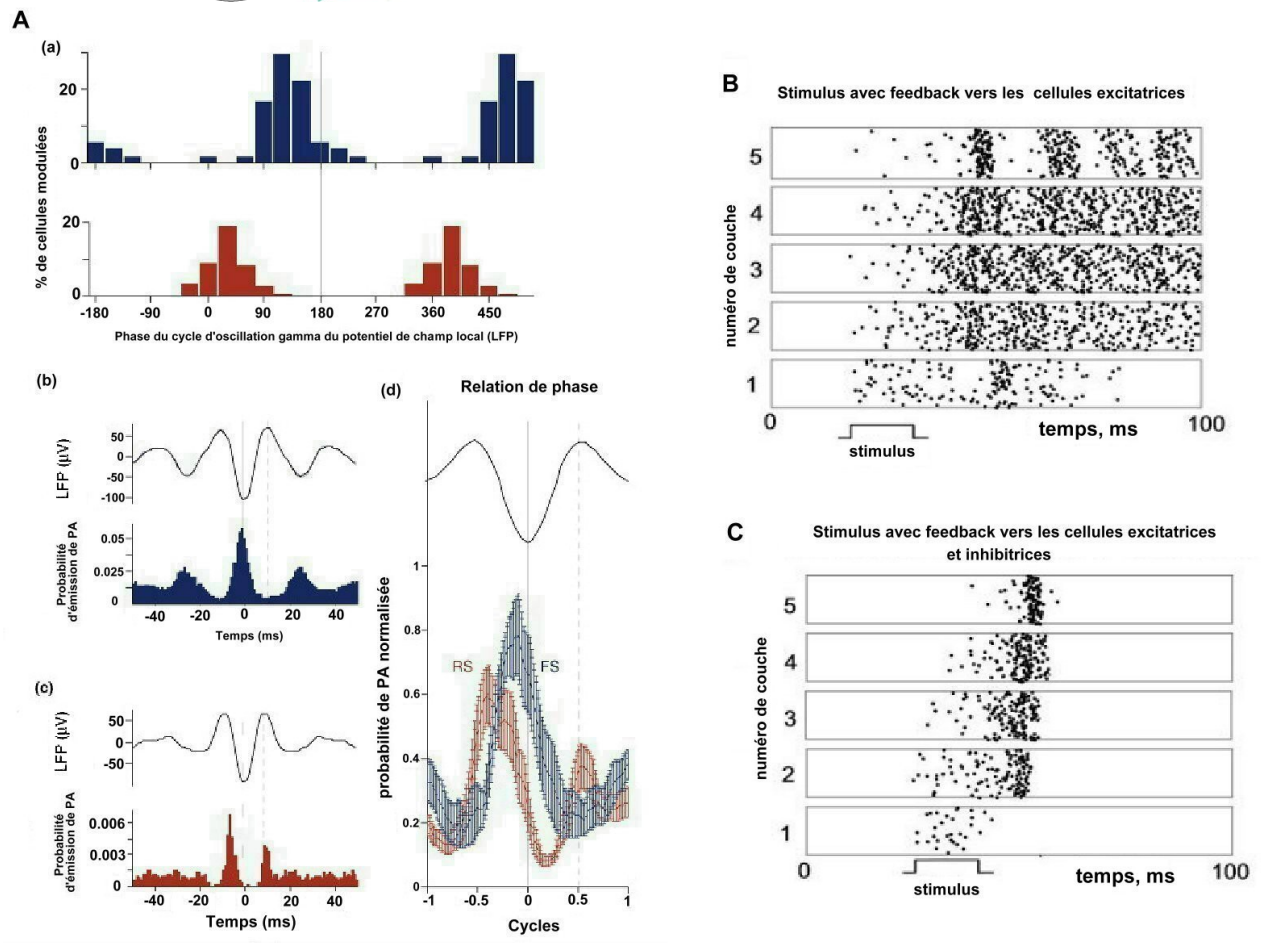 A
(a)
20
0
% de cellules modulées
20
0
-180 -90 0 90 180 270 360 450
Phase du cycle d'oscillation gamma du potentiel de champ local (LFP)
(b)
LFP (µV)
50
0
-50
-100
Probabilité
d'émission de PA
0.05
0.025
0
-40 -20 0 20 40
Temps (ms)
(c)
LFP (µV)
50
0
-50
Probabilité
d'émission de PA
0.006
0.003
0
-40 -20 0 20 40
Temps (ms)
(d)
Relation de phase
probabilité de PA normalisée
1
0.8
0.6
0.4
0.2
0
RS FS
-1 -0.5 0 0.5 1
Cycles
B
Stimulus avec feedback vers les cellules excitatrices
numéro de couche
5
4
3
2
1
0 100
temps, ms
stimulus
C
Stimulus avec feedback vers les cellules excitatrices
et inhibitrices
numéro de couche
5
4
3
2
1
0 100
temps, ms
stimulus